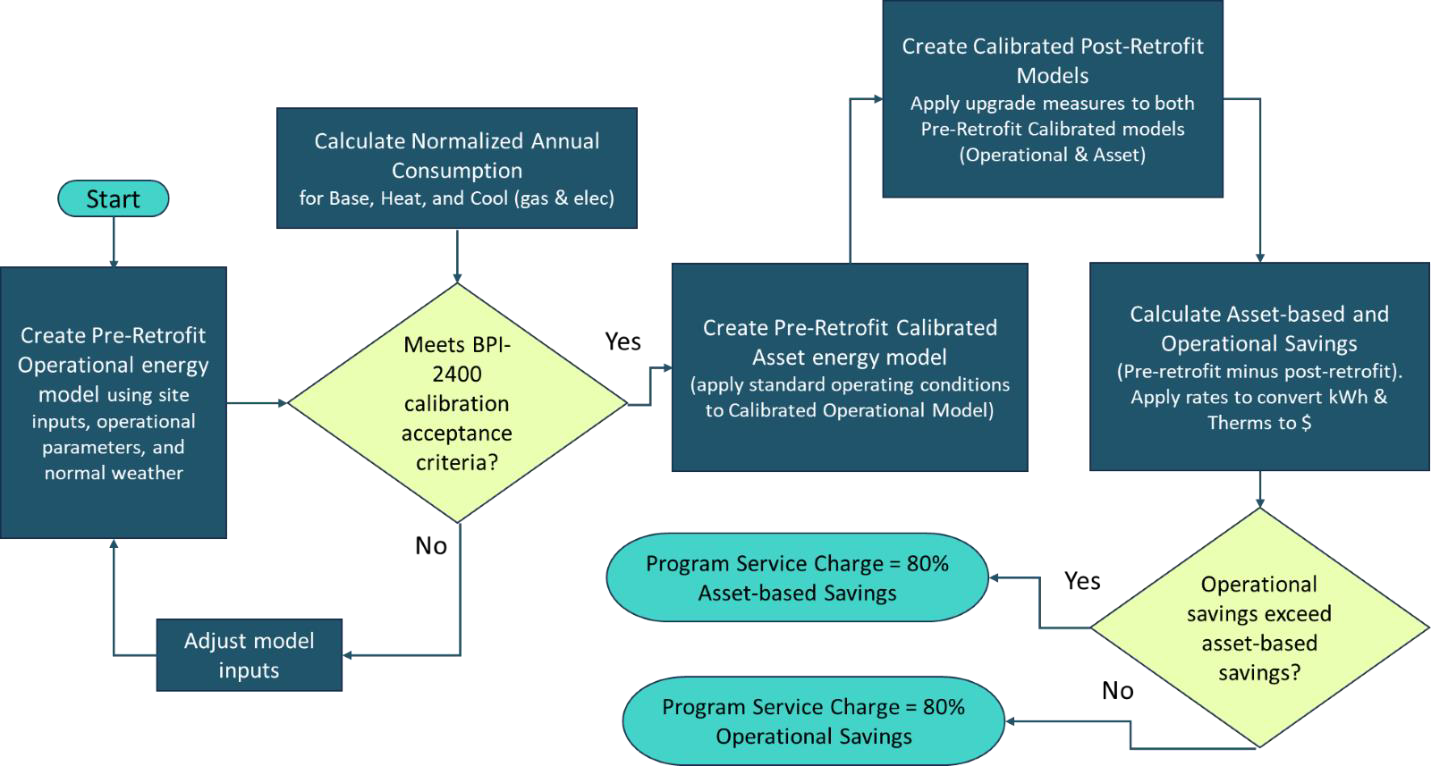 Start
Create Pre-Retrofit
Operational energy
model using site
inputs, operational
parameters, and
normal weather
Calculate Normalized Annual
Consumption
for Base, Heat, and Cool (gas & elec)
Meets BPI-
2400
calibration
acceptance
criteria?
Yes
No
Adjust model
inputs
Create Pre-Retrofit Calibrated
Asset energy model
(apply standard operating conditions
to Calibrated Operational Model)
Create Calibrated Post-Retrofit
Models
Apply upgrade measures to both
Pre-Retrofit Calibrated models
(Operational & Asset)
Calculate Asset-based and
Operational Savings
(Pre-retrofit minus post-retrofit).
Apply rates to convert kWh &
Therms to $
Operational
savings exceed
asset-based
savings?
Yes
Program Service Charge = 80%
Asset-based Savings
No
Program Service Charge = 80%
Operational Savings